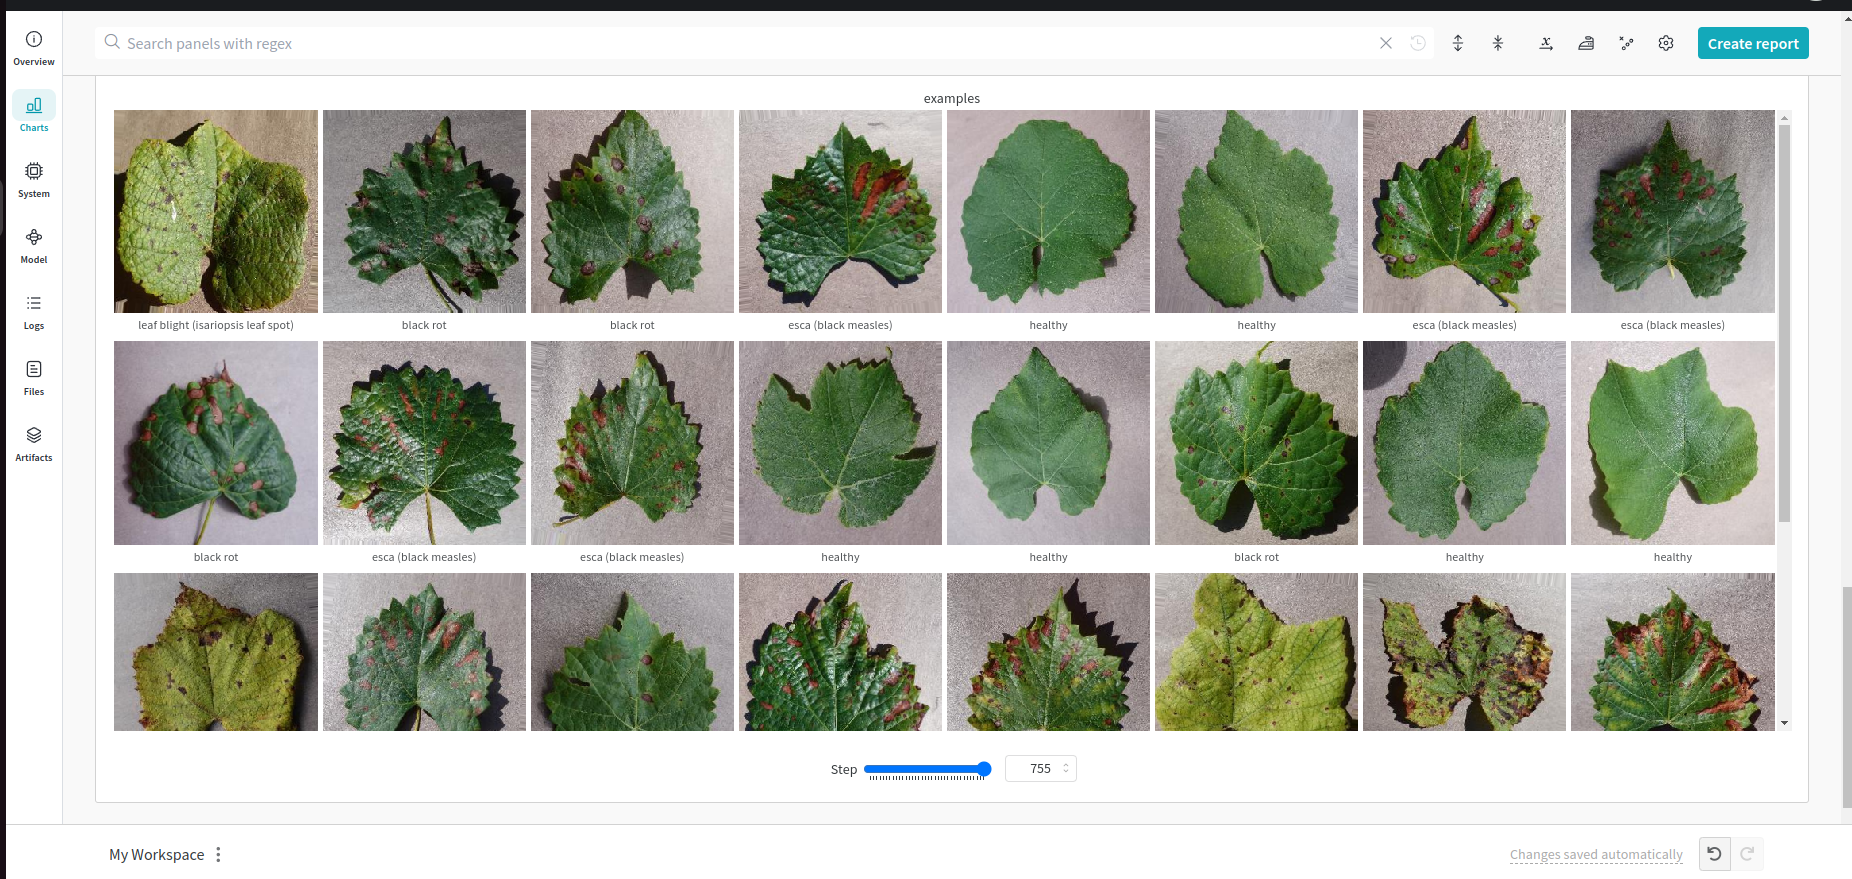 Search panels with regex
Create report
Overview
Charts
System
Model
Logs
Files
Artifacts
examples
leaf blight (isariopsis leaf spot)
black rot
black rot
esca (black measles)
healthy
healthy
esca (black measles)
esca (black measles)
black rot
esca (black measles)
esca (black measles)
healthy
healthy
black rot
healthy
healthy
Step
755
My Workspace
Changes saved automatically